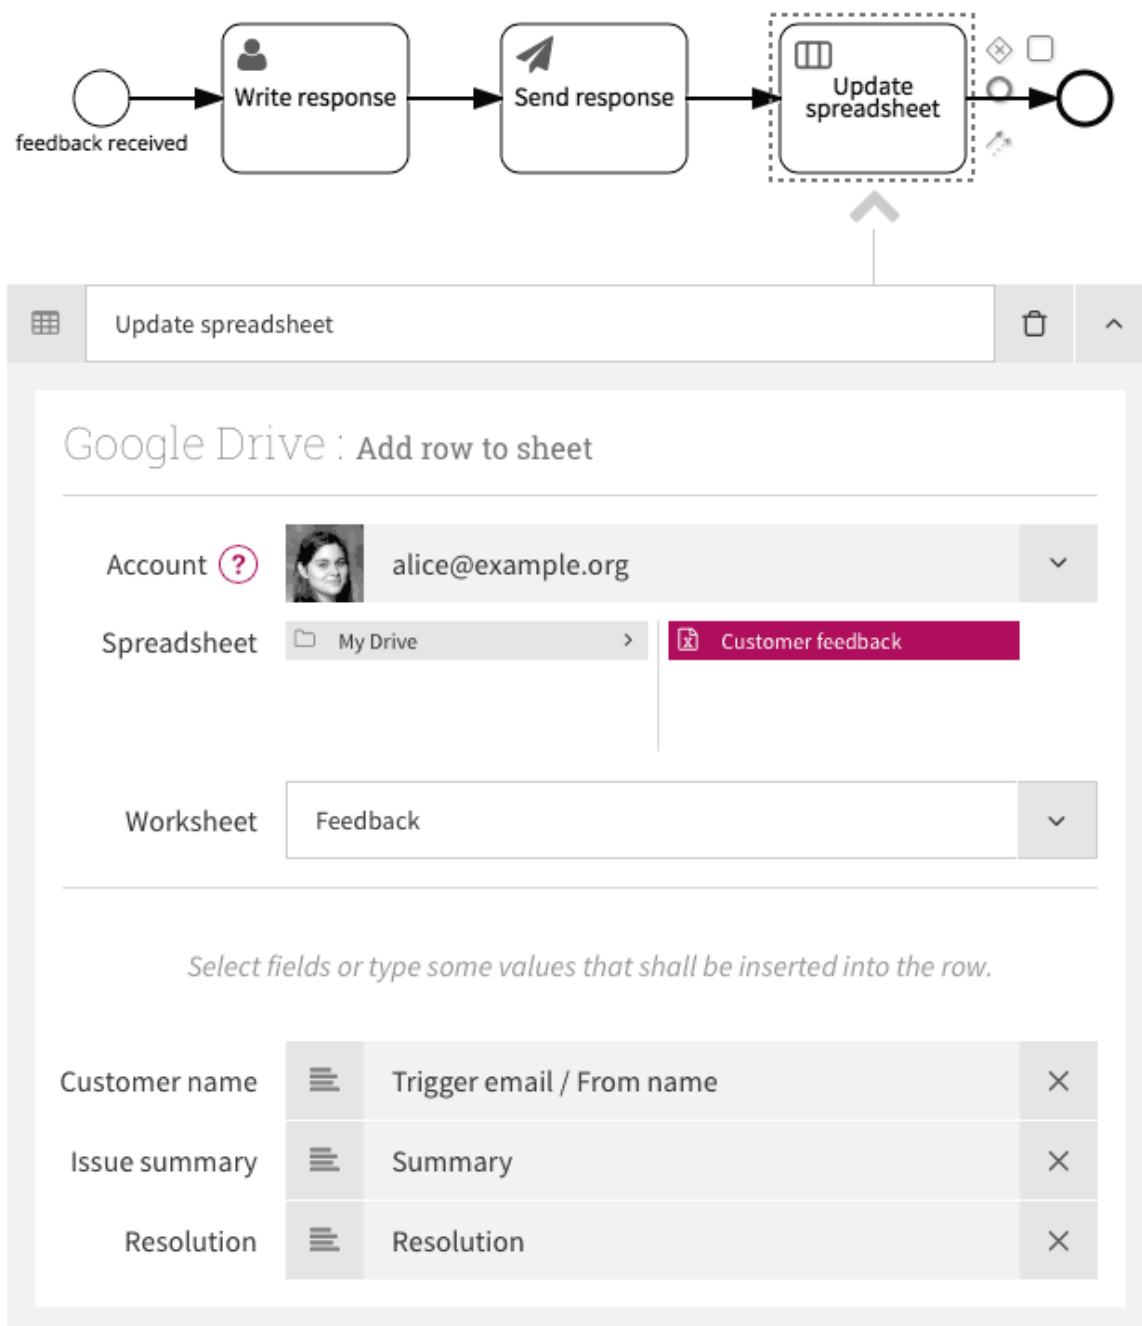 Write response
Send response
Update
spreadsheet
feedback received
Update spreadsheet
Google Drive : Add row to sheet
Account ?
alice@example.org
Spreadsheet
My Drive
Customer feedback
Worksheet
Feedback
Select fields or type some values that shall be inserted into the row.
Customer name
Trigger email / From name
Issue summary
Summary
Resolution
Resolution